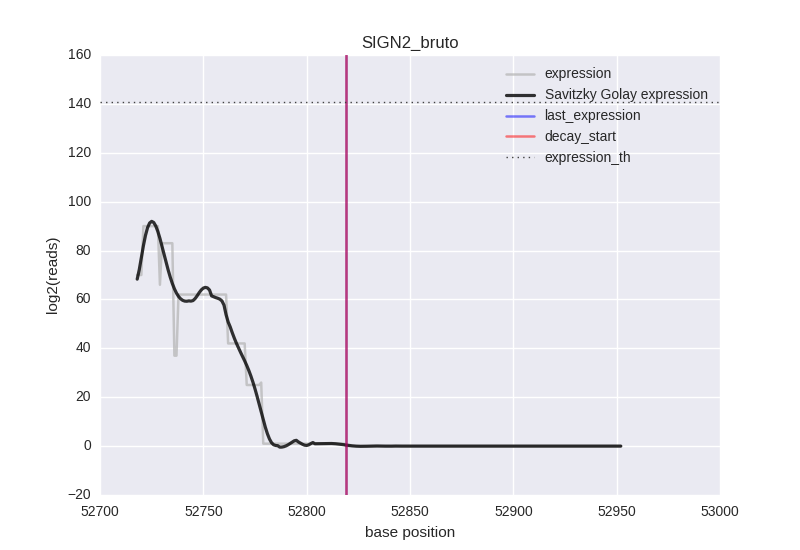 SIGN2_bruto
160
140
120
100
80
60
40
20
0
−20
log2(reads)
expression
Savitzky Golay expression
last_expression
decay_start
expression_th
52700
52750
52800
52850
52900
52950
53000
base position